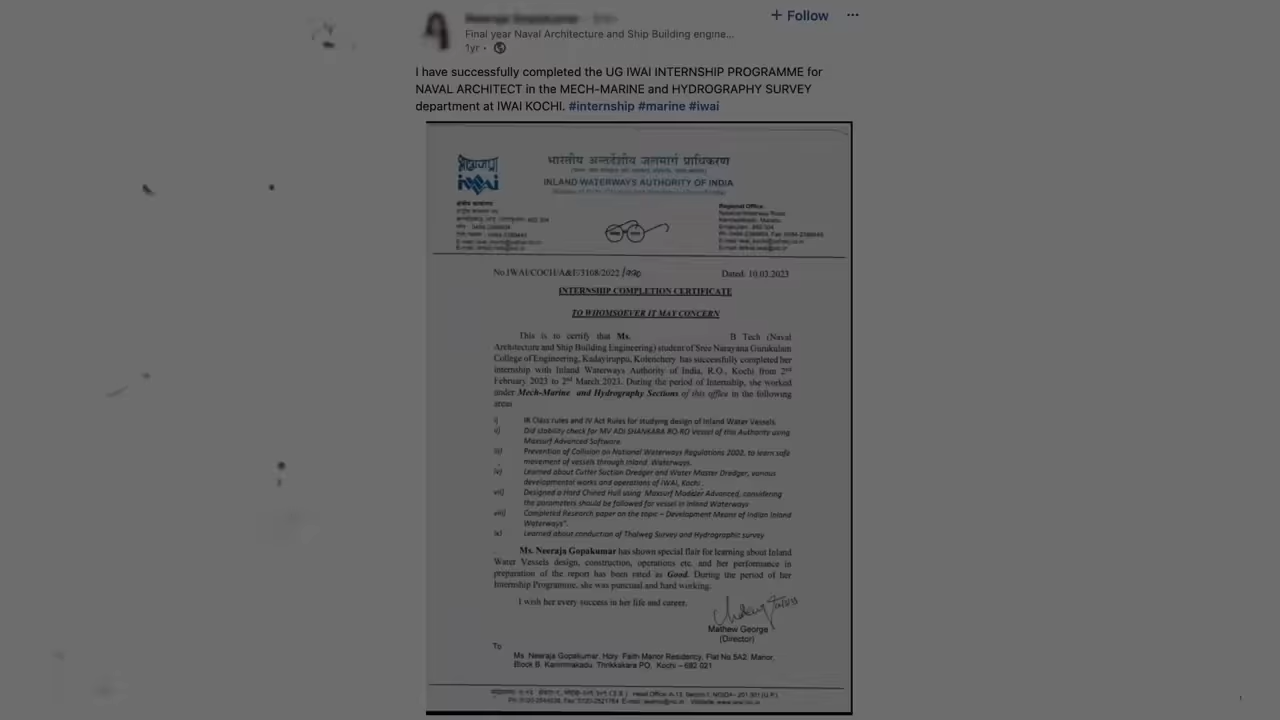 + Follow ...
Final year Naval Architecture and Ship Building engine...
1yr •
I have successfully completed the UG IWAI INTERNSHIP PROGRAMME for
NAVAL ARCHITECT in the MECH-MARINE and HYDROGRAPHY SURVEY
department at IWAI KOCHI. #internship #marine #iwai
भारतीय अन्तर्देशीय जलमार्ग प्राधिकरण
iwai
INLAND WATERWAYS AUTHORITY OF INDIA
Regional Office
Dated: 10.03.2023
INTERNSHIP COMPLETION CERTIFICATE
TO WHOMSOEVER IT MAY CONCERN
This is to certify that Ms. B Tech (Naval
Architecture and Ship Building Engineering) student of Sree Narayana Gurukulam
College of Engineering, Kadayiruppu, Kolenchery has successfully completed her
internship with Inland Waterways Authority of India, R.O., Kochi from 2nd
February 2023 to 2nd March 2023. During the period of Internship, she worked
under Mech-Marine and Hydrography Sections of this office in the following
areas
i) IR Class rules and IV Act Rules for studying design of Inland Water Vessels.
ii) Did stability check for MV ADI SHANKARA RO-RO Vessel of this Authority using
Maxsurf Advanced Software.
iii) Prevention of Collision on National Waterways Regulations 2002, to learn safe
movement of vessels through Inland Waterways.
iv) Learned about Cutter Suction Dredger and Water Master Dredger, various
developmental works and operations of IWAI, Kochi.
vii) Designed a Hard Chined Hull using Maxsurf Modeler Advanced, considering
the parameters should be followed for vessel in Inland Waterways
viii) Completed Research paper on the topic – Development Means of Indian Inland
Waterways".
ix) Learned about conduction of Thalweg Survey and Hydrographic survey
Ms. Neeraja Gopakumar has shown special flair for learning about Inland
Water Vessels design, construction, operations etc. and her performance in
preparation of the report has been rated as Good. During the period of her
Internship Programme, she was punctual and hard working.
I wish her every success in her life and career.
Mathew George
(Director)
To
Ms. Neeraja Gopakumar, Holy Faith Manor Residency, Flat No 5A2, Manor,
Block B, Thrikkakara PO, Kochi – 682 021